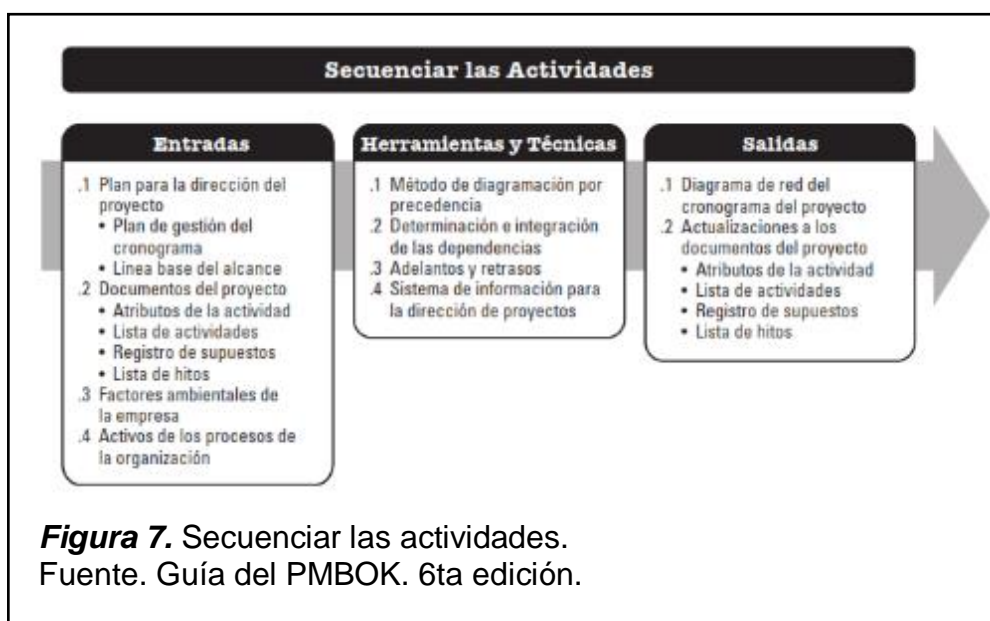 Secuenciar las Actividades
Entradas
.1 Plan para la dirección del
proyecto
• Plan de gestión del
cronograma
• Línea base del alcance
.2 Documentos del proyecto
• Atributos de la actividad
• Lista de actividades
• Registro de supuestos
• Lista de hitos
.3 Factores ambientales de
la empresa
.4 Activos de los procesos de
la organización
Herramientas y Técnicas
.1 Método de diagramación por
precedencia
.2 Determinación e integración
de las dependencias
.3 Adelantos y retrasos
.4 Sistema de información para
la dirección de proyectos
Salidas
.1 Diagrama de red del
cronograma del proyecto
.2 Actualizaciones a los
documentos del proyecto
• Atributos de la actividad
• Lista de actividades
• Registro de supuestos
• Lista de hitos
Figura 7. Secuenciar las actividades.
Fuente. Guía del PMBOK. 6ta edición.